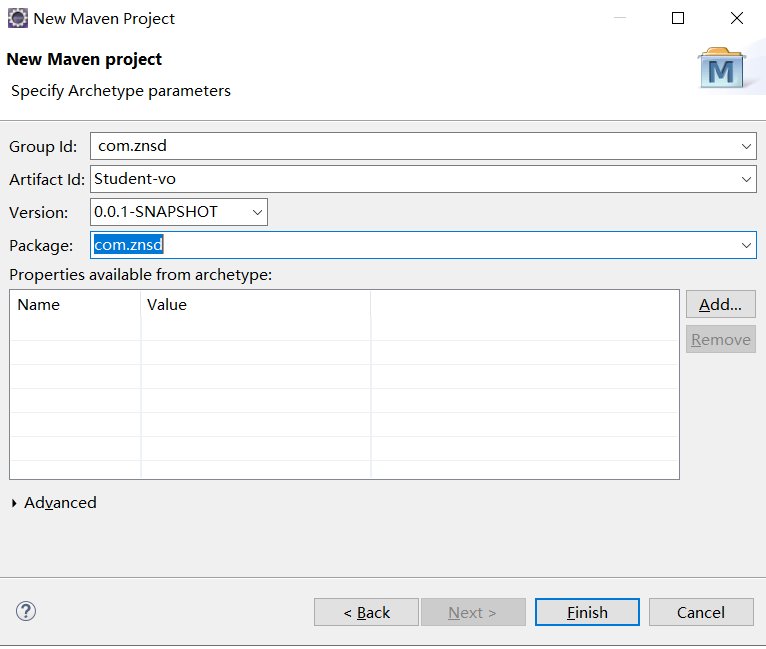 New Maven Project
New Maven project
Specify Archetype parameters
M
Group Id: com.znsd
Artifact Id: Student-vo
Version: 0.0.1-SNAPSHOT
Package: com.znsd
Properties available from archetype:
Name Value
Add...
Remove
Advanced
? < Back Next > Finish Cancel